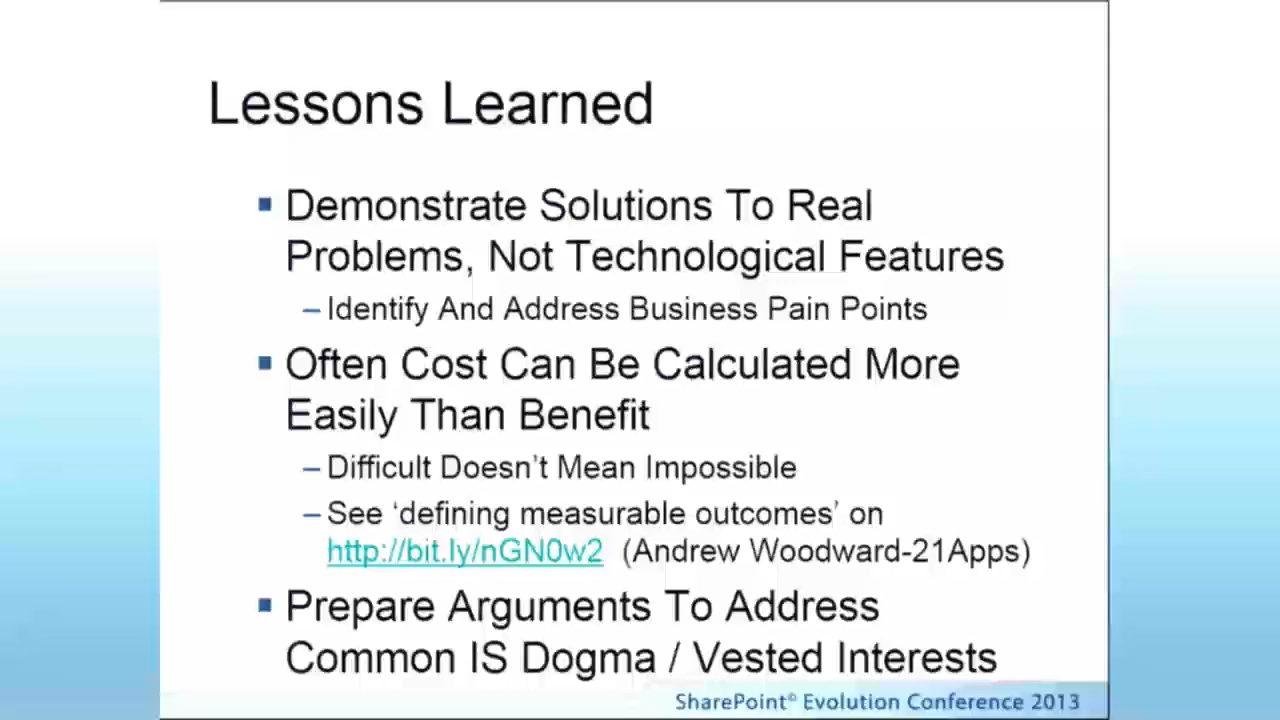 Lessons Learned
Demonstrate Solutions To Real
Problems, Not Technological Features
– Identify And Address Business Pain Points
Often Cost Can Be Calculated More
Easily Than Benefit
– Difficult Doesn’t Mean Impossible
– See ‘defining measurable outcomes’ on
http://bit.ly/nGN0w2 (Andrew Woodward-21Apps)
Prepare Arguments To Address
Common IS Dogma / Vested Interests
SharePoint® Evolution Conference 2013